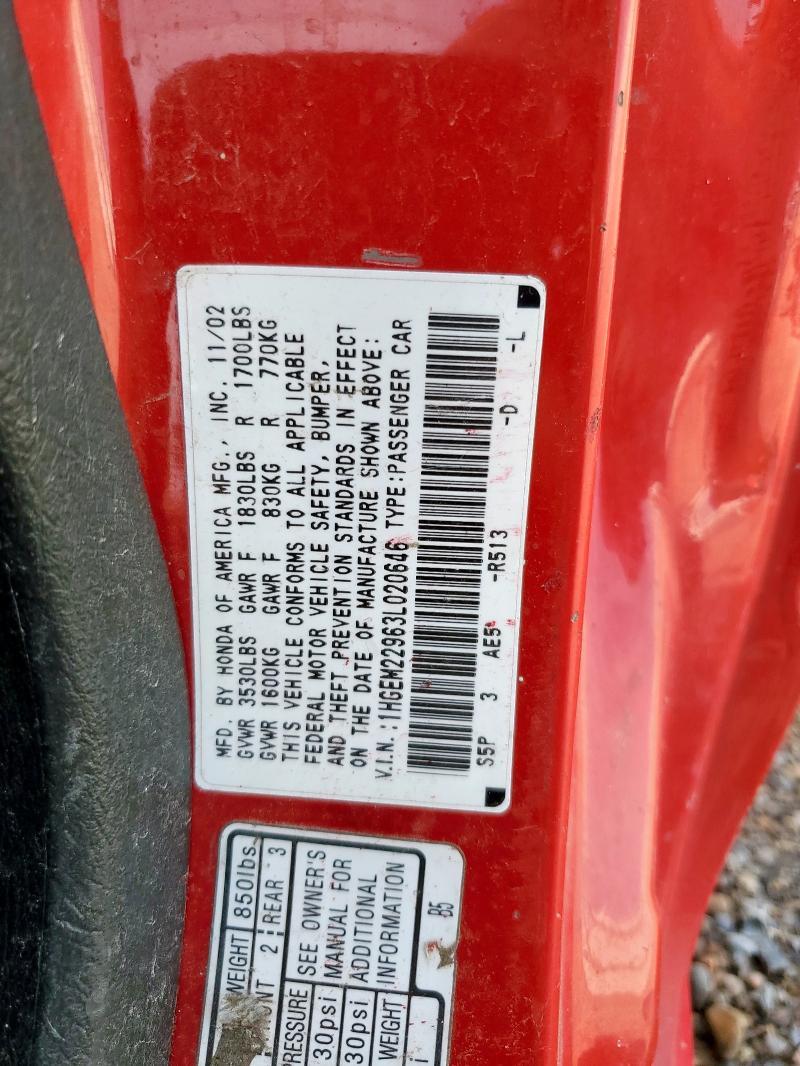 MFD. BY HONDA OF AMERICA MFG., INC. 11/02
GVWR 3530LBS GAWR F 1830LBS R 1700LBS
GVWR 1600KG GAWR F 830KG R 770KG
THIS VEHICLE CONFORMS TO ALL APPLICABLE
FEDERAL MOTOR VEHICLE SAFETY, BUMPER,
AND THEFT PREVENTION STANDARDS IN EFFECT
ON THE DATE OF MANUFACTURE SHOWN ABOVE:
V.I.N.:1HGEM22963L020646 TYPE:PASSENGER CAR
S5P 3 AE5 -R513 -D -L
WEIGHT 850lbs.
2 REAR 3
PRESSURE SEE OWNER'S
30psi MANUAL FOR
30psi ADDITIONAL
WEIGHT INFORMATION
B5